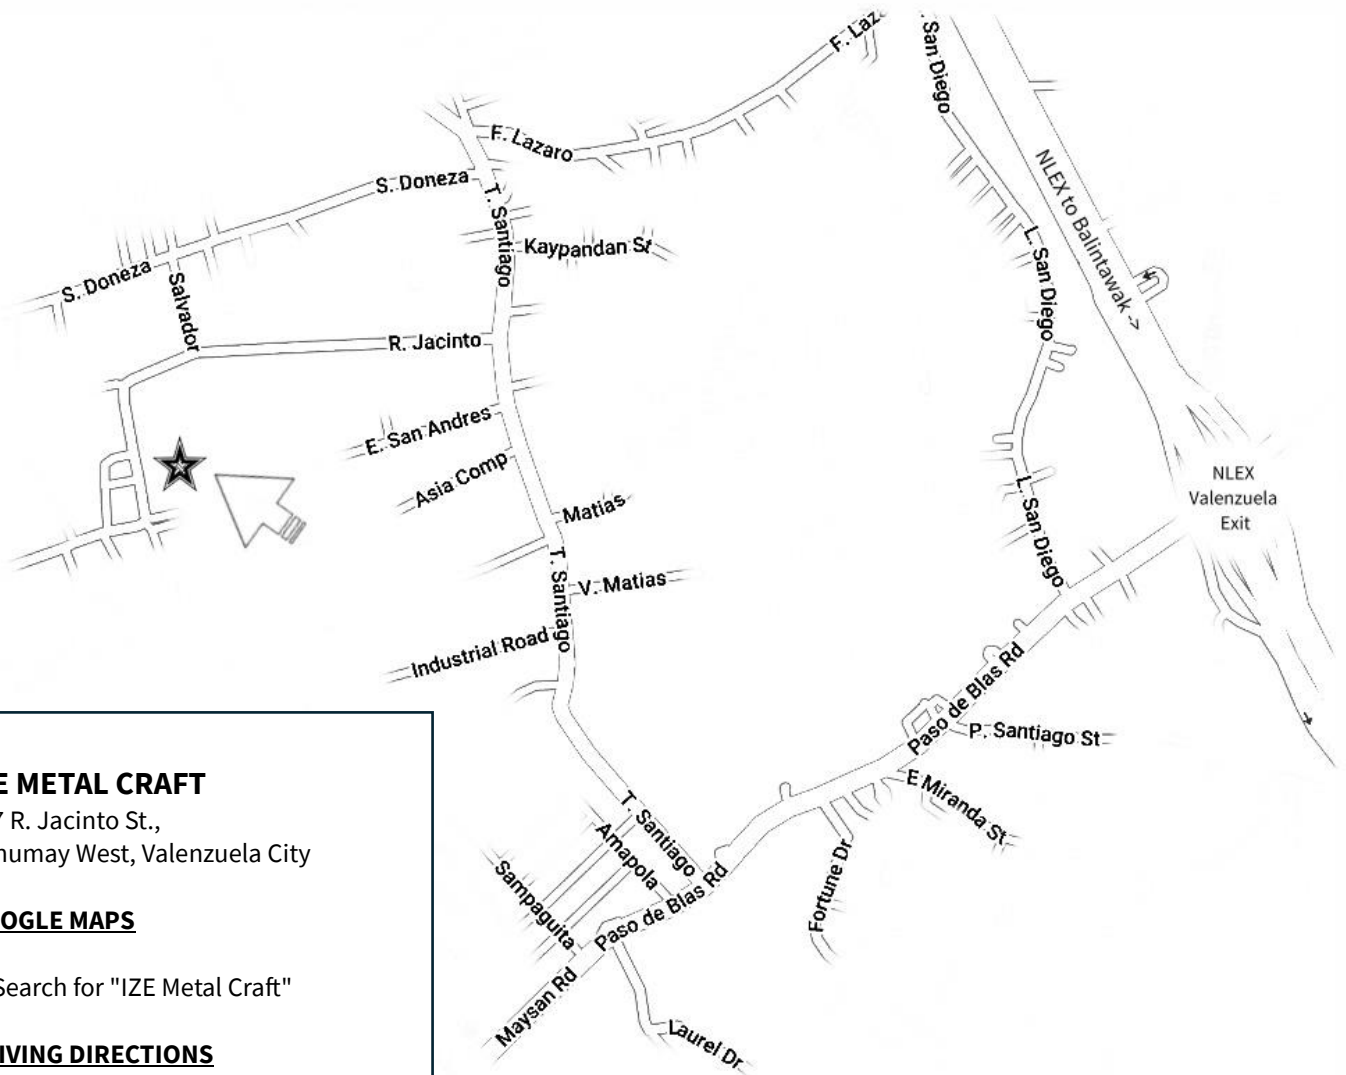 F. Laz
San Diego
F. Lazaro
S. Doneza
T. Santiago
NLEX to Balintawak ->
Kaypandan St
L. San Diego
S. Doneza
Salvador
R. Jacinto
E. San Andres
Asia Comp
Matias
L. San Diego
NLEX
Valenzuela
Exit
T. Santiago
V. Matias
Industrial Road
Paso de Blas Rd
P. Santiago St
E Miranda St
T. Santiago
Amapola
Sampaguita
Paso de Blas Rd
Fortune Dr
Maysan Rd
Laurel Dr
E METAL CRAFT
R. Jacinto St.,
numay West, Valenzuela City
OGLE MAPS
Search for "IZE Metal Craft"
IVING DIRECTIONS